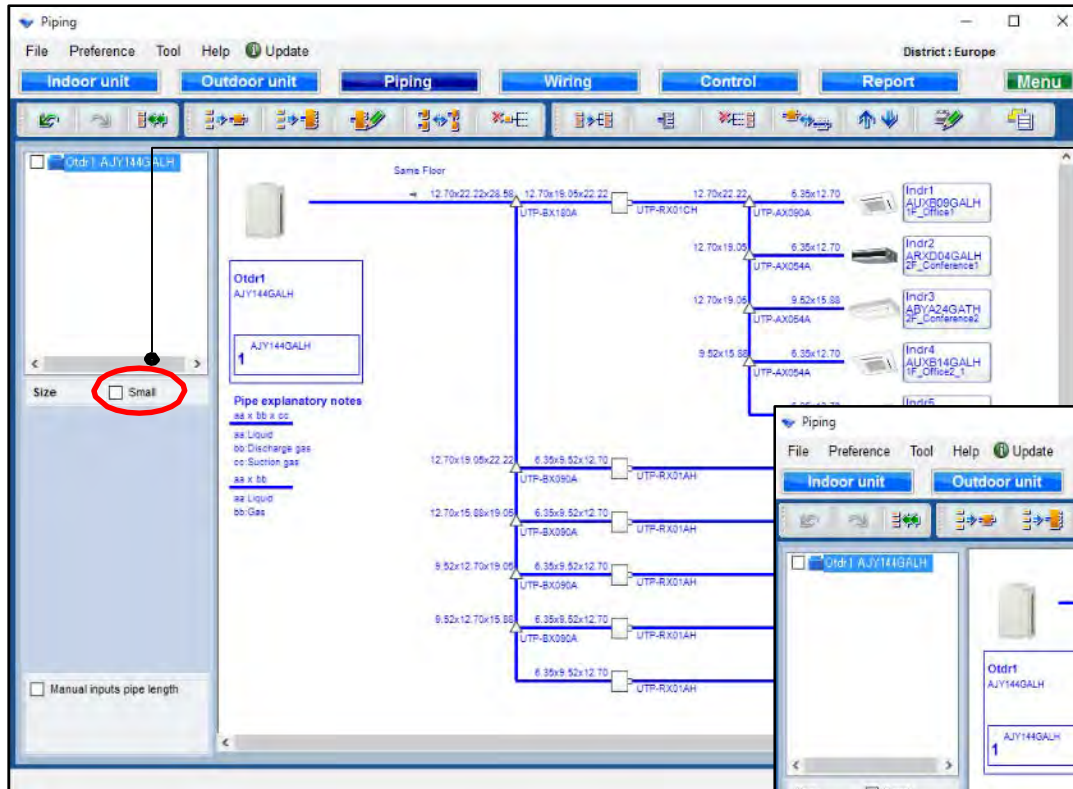 Piping
File Preference Tool Help Update
District : Europe
Indoor unit Outdoor unit Piping Wiring Control Report Menu
Otdr1 AJY144GALH
Size Small
Manual inputs pipe length
Same Floor
12.70x22.22x28.58 12.70x19.05x22.22 12.70x22.22 6.35x12.70
UTP-BX180A UTP-RX01CH UTP-AX090A
Indr1
AUXB09GALH
1F_Office1
12.70x19.05 6.35x12.70
UTP-AX054A
Indr2
ARXD04GALH
2F_Conference1
12.70x19.05 9.52x15.88
UTP-AX054A
Indr3
ABYA24GATH
2F_Conference2
9.52x15.88 6.35x12.70
UTP-AX054A
Indr4
AUXB14GALH
1F_Office2_1
Indr5
Otdr1
AJY144GALH
AJY144GALH
1
Pipe explanatory notes
aa x bb x cc
aa:Liquid
bb:Discharge gas
cc:Suction gas
aa x bb
aa:Liquid
bb:Gas
12.70x19.05x22.22 6.35x9.52x12.70
UTP-BX090A UTP-RX01AH
12.70x15.88x19.05 6.35x9.52x12.70
UTP-BX090A UTP-RX01AH
9.52x12.70x19.05 6.35x9.52x12.70
UTP-BX090A UTP-RX01AH
9.52x12.70x15.88 6.35x9.52x12.70
UTP-BX090A UTP-RX01AH
6.35x9.52x12.70
UTP-RX01AH
Piping
File Preference Tool Help Update
Indoor unit Outdoor unit
Otdr1 AJY144GALH
Otdr1
AJY144GALH
AJY144GALH
1